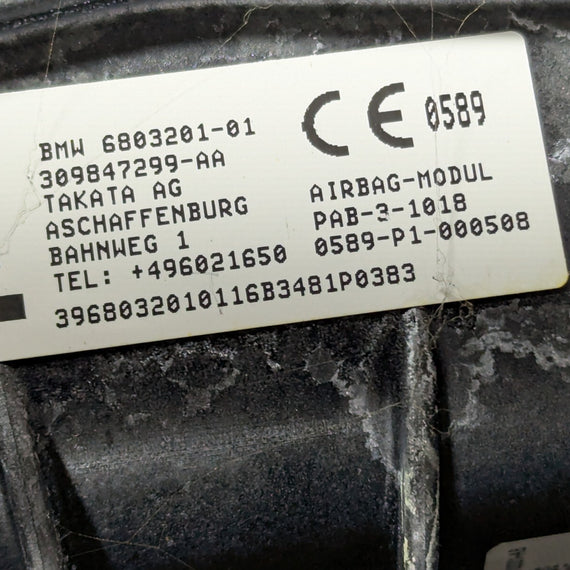 BMW 6803201-01
309847299-AA
TAKATA AG
ASCHAFFENBURG
BAHNWEG 1
TEL: +496021650
3968032010116B3481P0383
CE 0589
AIRBAG-MODUL
PAB-3-1018
0589-P1-000508